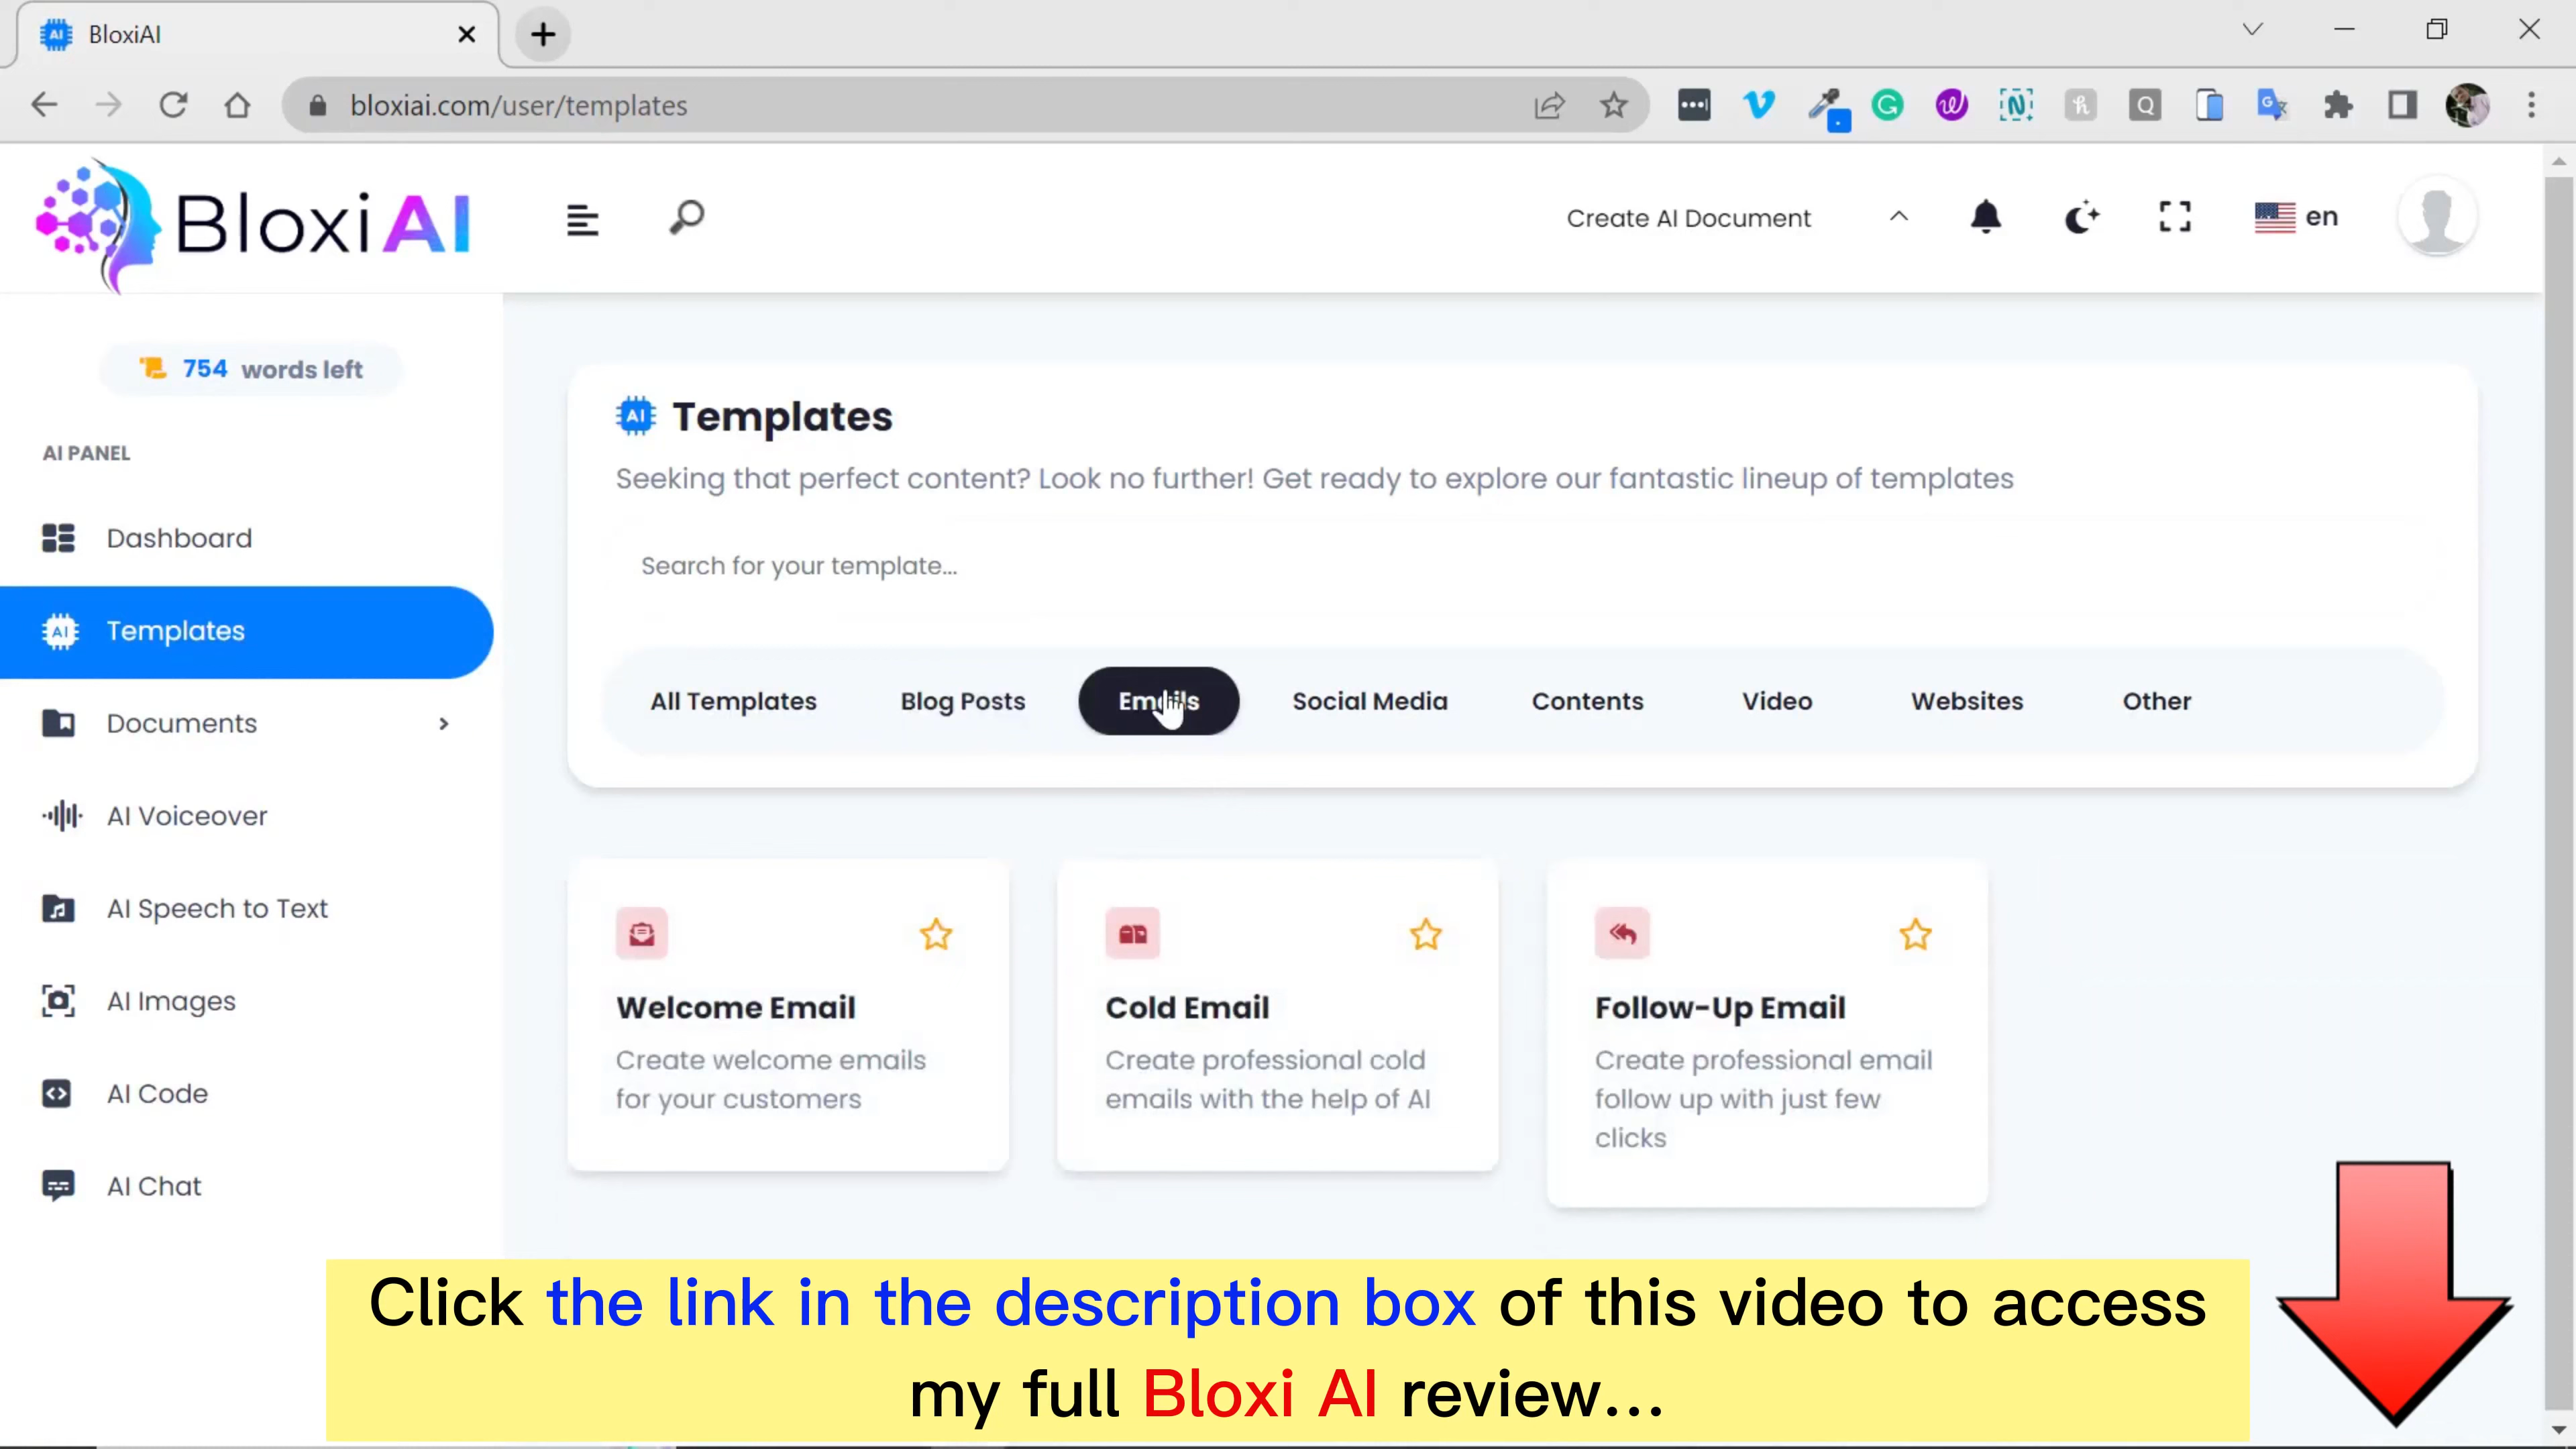 BloxiAI
bloxiai.com/user/templates
BloxiAI
Create AI Document
en
754 words left
AI PANEL
Dashboard
Templates
Documents
AI Voiceover
AI Speech to Text
AI Images
AI Code
AI Chat
Templates
Seeking that perfect content? Look no further! Get ready to explore our fantastic lineup of templates
Search for your template...
All Templates
Blog Posts
Emails
Social Media
Contents
Video
Websites
Other
Welcome Email
Create welcome emails
for your customers
Cold Email
Create professional cold
emails with the help of AI
Follow-Up Email
Create professional email
follow up with just few
clicks
Click the link in the description box of this video to access
my full Bloxi AI review...